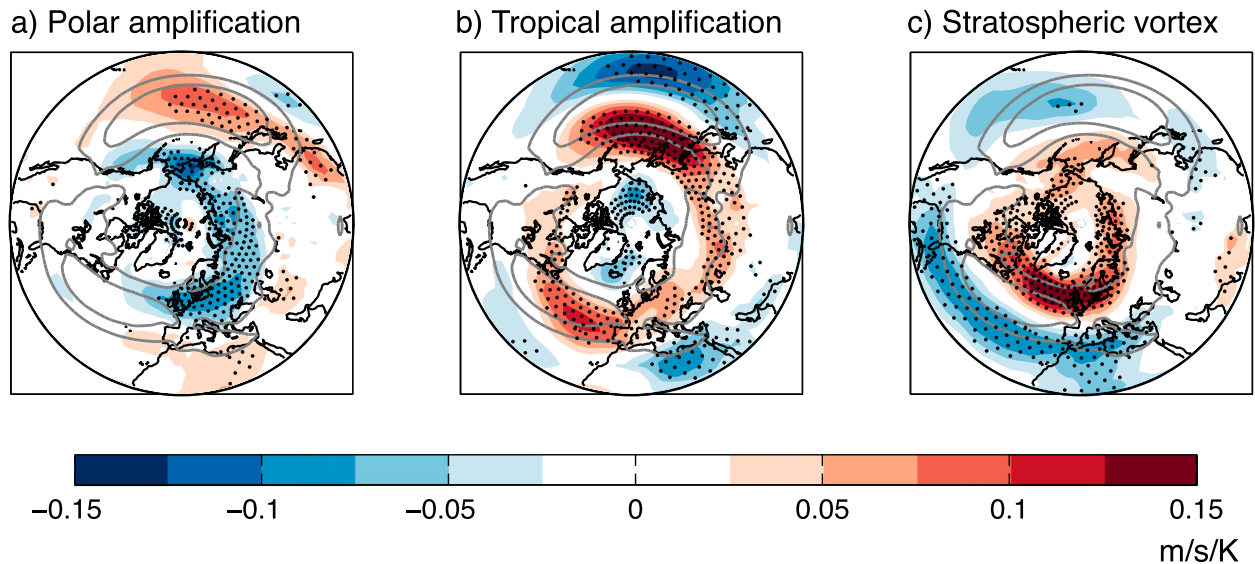 a) Polar amplification
b) Tropical amplification
c) Stratospheric vortex
−0.15 −0.1 −0.05 0 0.05 0.1 0.15
m/s/K